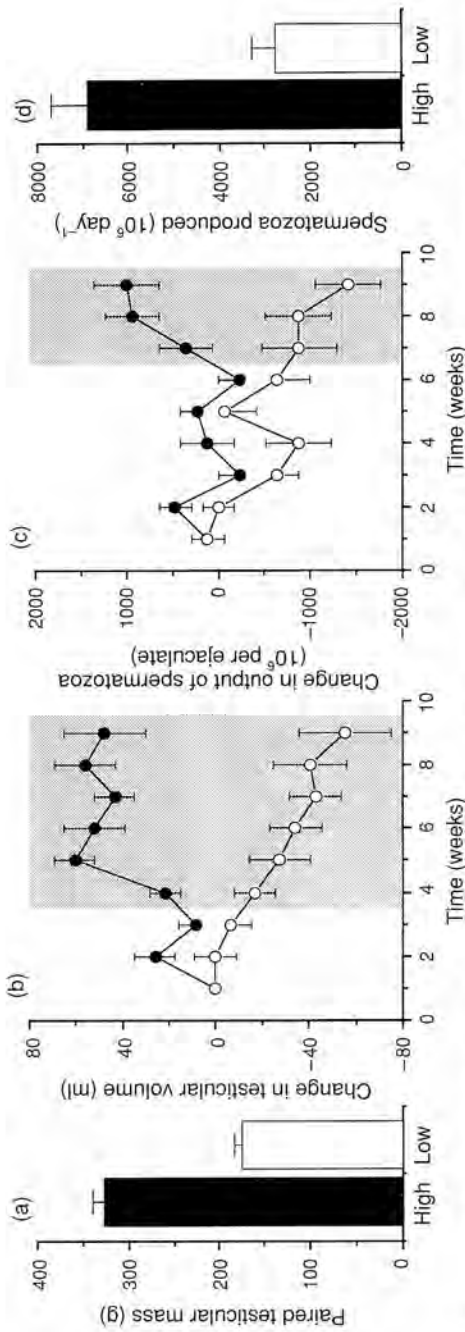 (a)
Paired testicular mass (g)
400
300
200
100
0
High Low
(b)
Change in testicular volume (ml)
80
40
0
−40
−80
0 2 4 6 8 10
Time (weeks)
(c)
Change in output of spermatozoa
(10⁶ per ejaculate)
2000
1000
0
−1000
−2000
0 2 4 6 8 10
Time (weeks)
(d)
Spermatozoa produced (10⁶ day⁻¹)
8000
6000
4000
2000
0
High Low